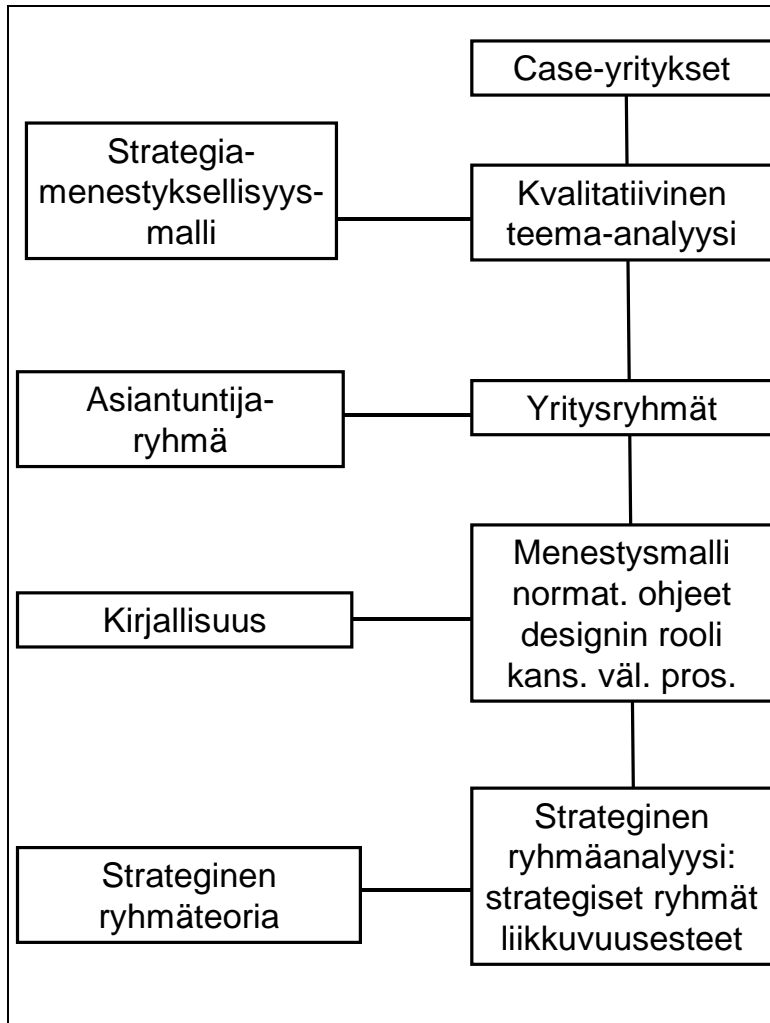 Case-yritykset
Strategia-
menestyksellisyys-
malli
Kvalitatiivinen
teema-analyysi
Asiantuntija-
ryhmä
Yritysryhmät
Kirjallisuus
Menestysmalli
normat. ohjeet
designin rooli
kans. väl. pros.
Strateginen
ryhmäteoria
Strateginen
ryhmäanalyysi:
strategiset ryhmät
liikkuvuusesteet